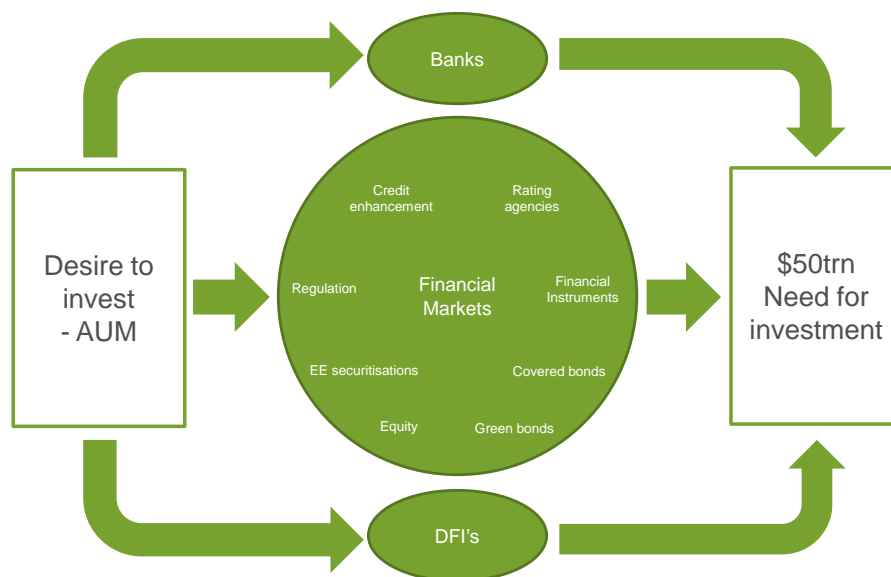 Banks
Credit
enhancement
Rating
agencies
Desire to
invest
- AUM
Regulation
Financial
Markets
Financial
Instruments
$50trn
Need for
investment
EE securitisations
Covered bonds
Equity
Green bonds
DFI's